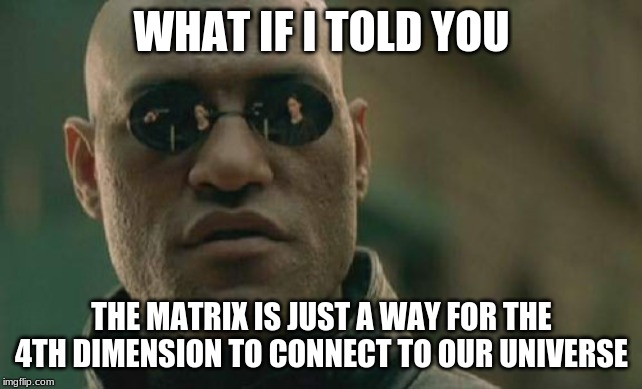 WHAT IF I TOLD YOU
THE MATRIX IS JUST A WAY FOR THE
4TH DIMENSION TO CONNECT TO OUR UNIVERSE
imgflip.com